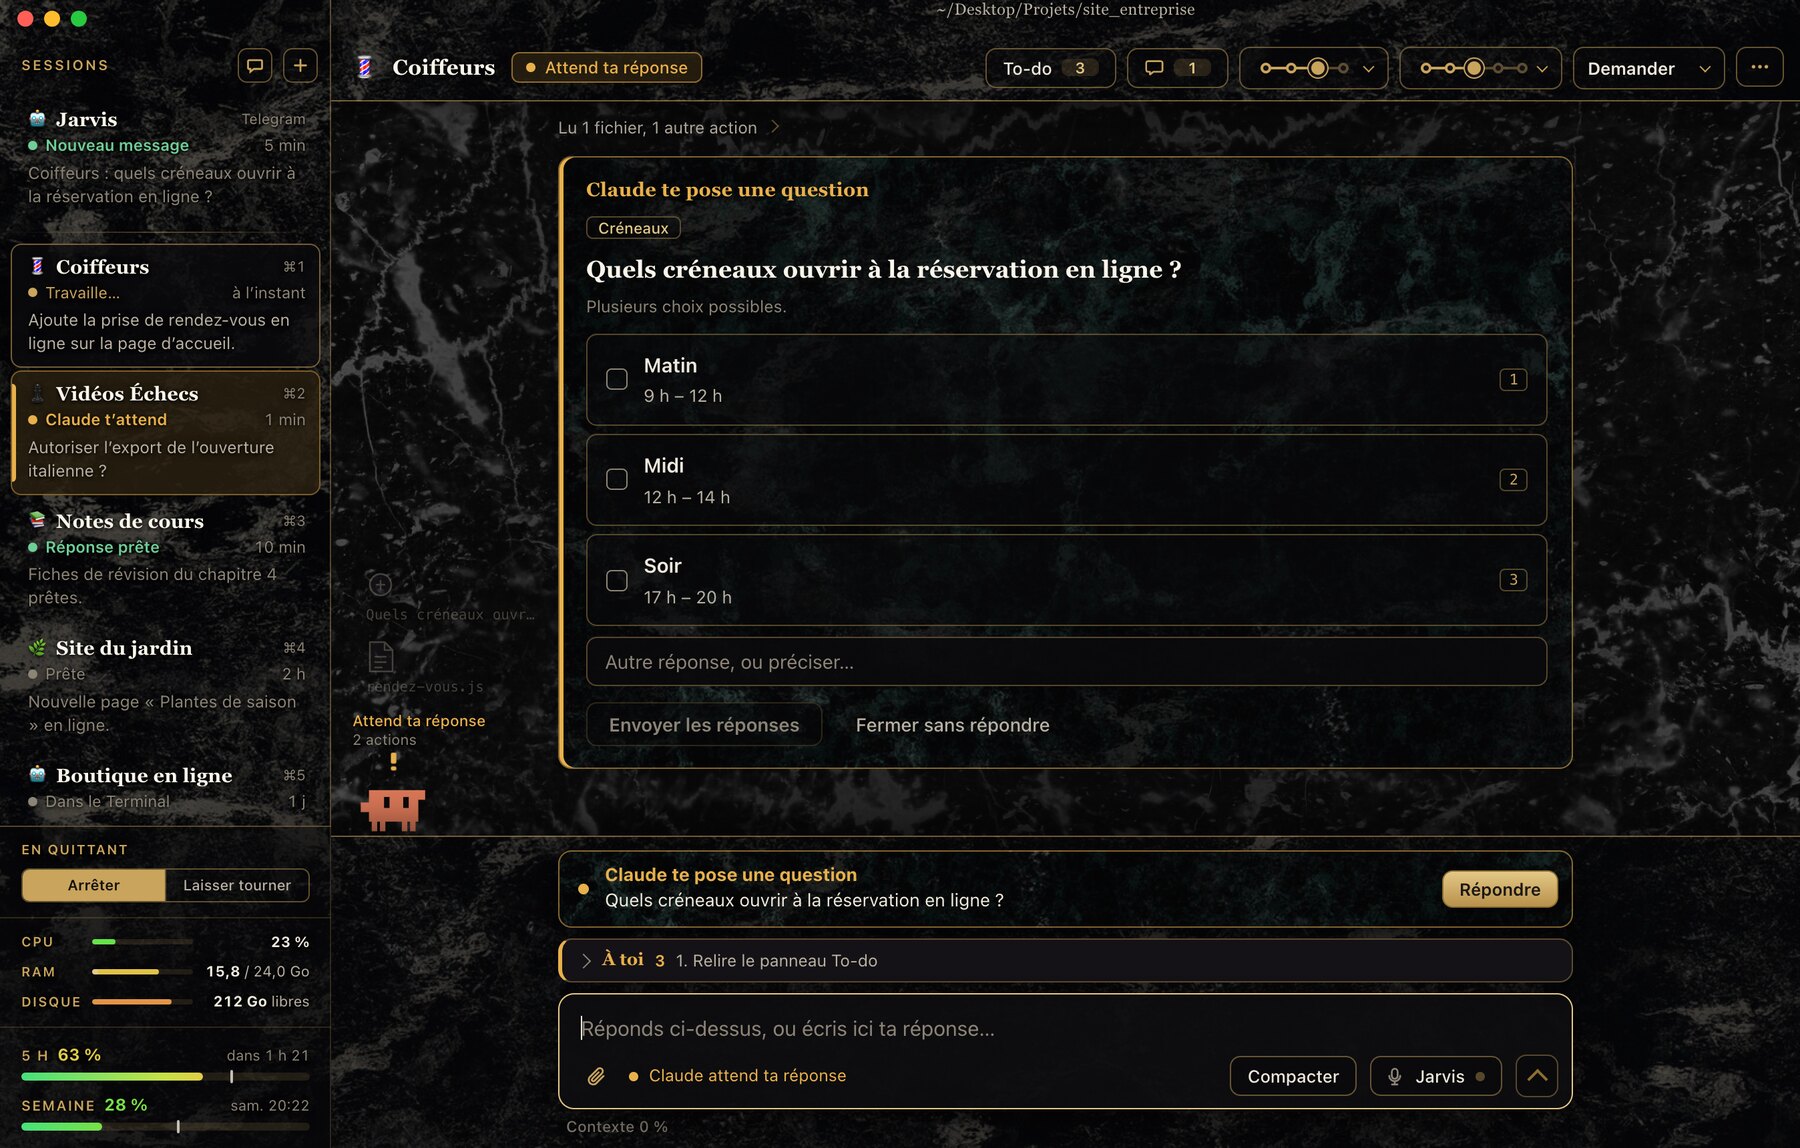 ~/Desktop/Projets/site_entreprise
SESSIONS
Jarvis
Telegram
Nouveau message
5 min
Coiffeurs : quels créneaux ouvrir à
la réservation en ligne ?
Coiffeurs
⌘1
Travaille...
à l’instant
Ajoute la prise de rendez-vous en
ligne sur la page d’accueil.
Vidéos Échecs
⌘2
Claude t’attend
1 min
Autoriser l’export de l’ouverture
italienne ?
Notes de cours
⌘3
Réponse prête
10 min
Fiches de révision du chapitre 4
prêtes.
Site du jardin
⌘4
Prête
2 h
Nouvelle page « Plantes de saison
» en ligne.
Boutique en ligne
⌘5
Dans le Terminal
1 j
EN QUITTANT
Arrêter
Laisser tourner
CPU
23 %
RAM
15,8 / 24,0 Go
DISQUE
212 Go libres
5 H 63 %
dans 1 h 21
SEMAINE 28 %
sam. 20:22
Coiffeurs
Attend ta réponse
To-do 3
1
Demander
Lu 1 fichier, 1 autre action
Claude te pose une question
Créneaux
Quels créneaux ouvrir à la réservation en ligne ?
Plusieurs choix possibles.
Matin
9 h – 12 h
1
Midi
12 h – 14 h
2
Soir
17 h – 20 h
3
Autre réponse, ou préciser...
Envoyer les réponses
Fermer sans répondre
Quels créneaux ouvr…
rendez-vous.js
Attend ta réponse
2 actions
!
Claude te pose une question
Quels créneaux ouvrir à la réservation en ligne ?
Répondre
À toi 3 1. Relire le panneau To-do
Réponds ci-dessus, ou écris ici ta réponse...
Claude attend ta réponse
Compacter
Jarvis
Contexte 0 %